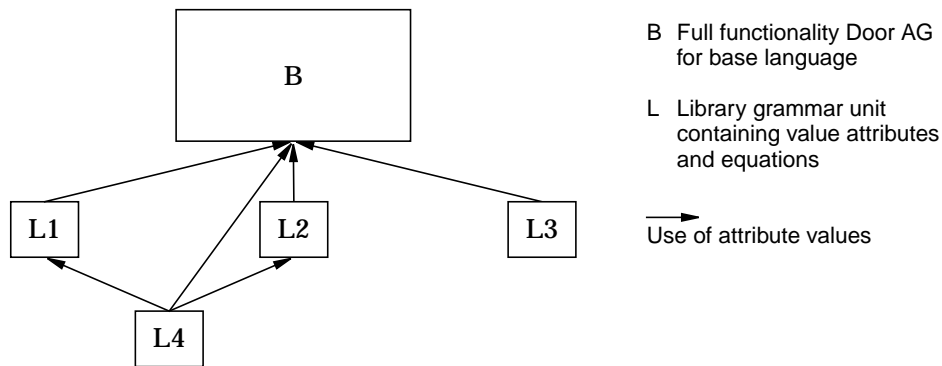 B
L1
L2
L3
L4
B Full functionality Door AG
for base language
L Library grammar unit
containing value attributes
and equations
Use of attribute values